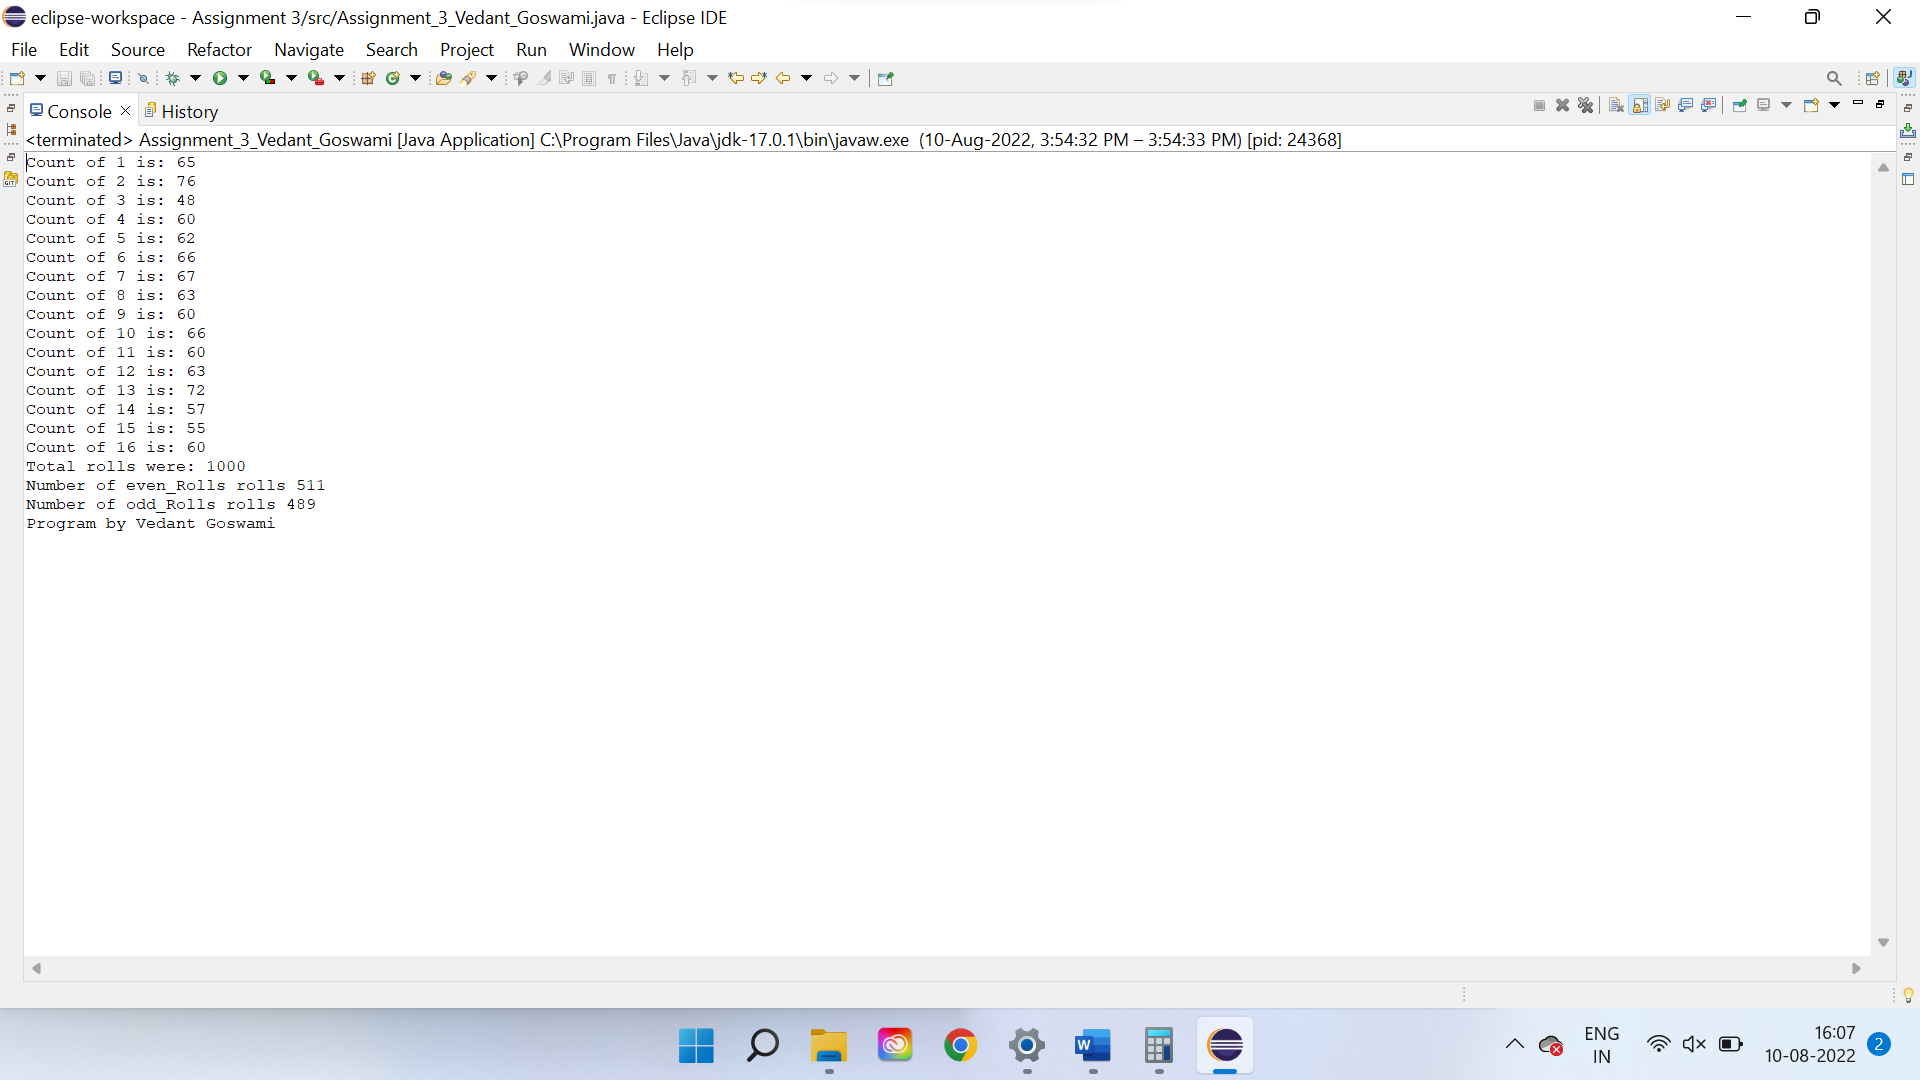 eclipse-workspace - Assignment 3/src/Assignment_3_Vedant_Goswami.java - Eclipse IDE
File Edit Source Refactor Navigate Search Project Run Window Help
Console History
<terminated> Assignment_3_Vedant_Goswami [Java Application] C:\Program Files\Java\jdk-17.0.1\bin\javaw.exe (10-Aug-2022, 3:54:32 PM – 3:54:33 PM) [pid: 24368]
Count of 1 is: 65
Count of 2 is: 76
Count of 3 is: 48
Count of 4 is: 60
Count of 5 is: 62
Count of 6 is: 66
Count of 7 is: 67
Count of 8 is: 63
Count of 9 is: 60
Count of 10 is: 66
Count of 11 is: 60
Count of 12 is: 63
Count of 13 is: 72
Count of 14 is: 57
Count of 15 is: 55
Count of 16 is: 60
Total rolls were: 1000
Number of even_Rolls rolls 511
Number of odd_Rolls rolls 489
Program by Vedant Goswami
ENG 16:07
IN 10-08-2022 2